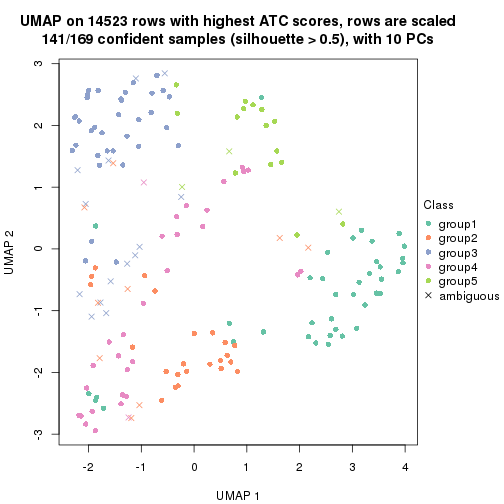 UMAP on 14523 rows with highest ATC scores, rows are scaled
141/169 confident samples (silhouette > 0.5), with 10 PCs
3
2
1
0
-1
-2
-3
UMAP 2
-2 -1 0 1 2 3 4
UMAP 1
Class
group1
group2
group3
group4
group5
ambiguous